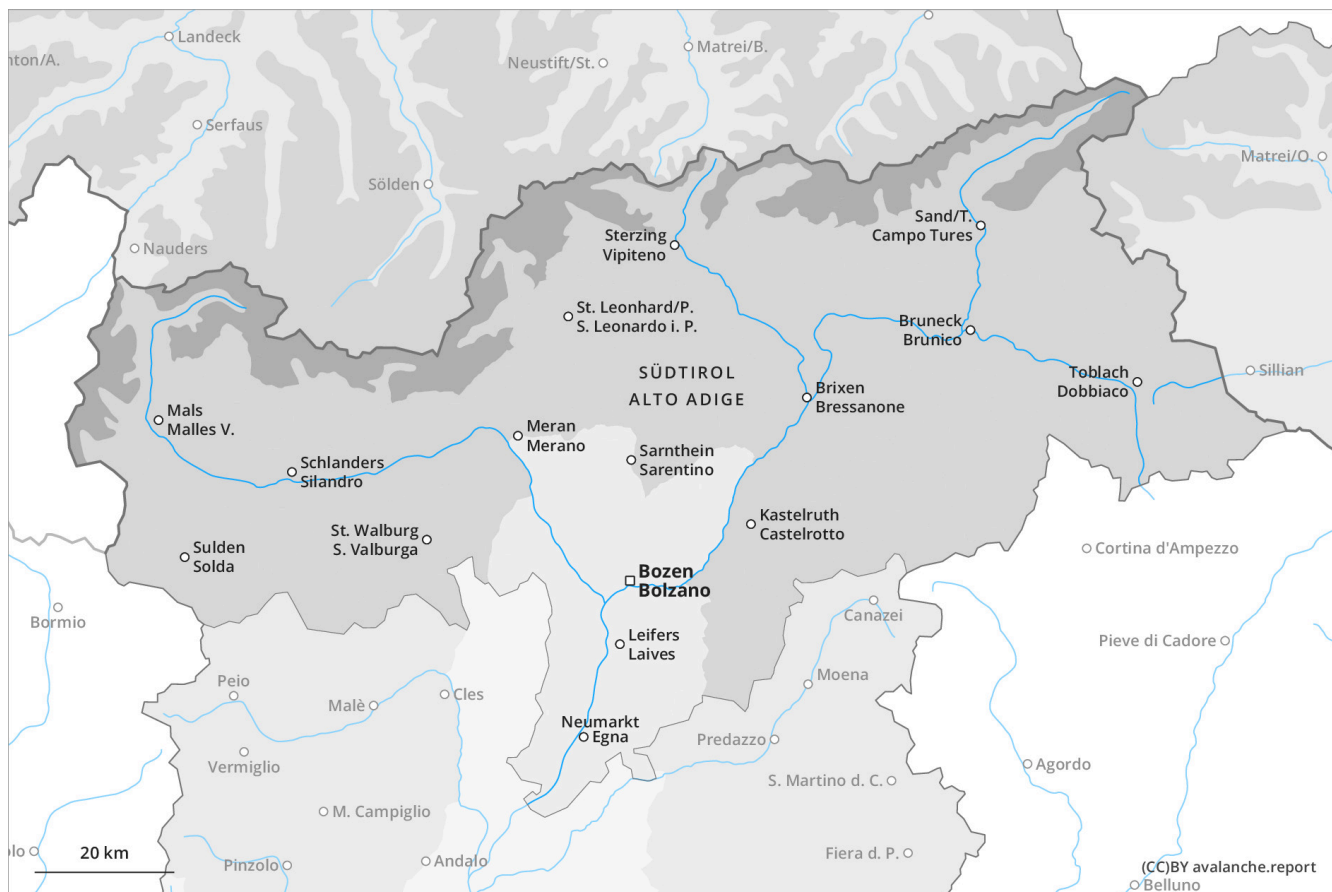 Landeck
nton/A.
Matrei/B.
Neustift/St.
Serfaus
Matrei/O.
Sölden
Sand/T.
Campo Tures
Nauders
Sterzing
Vipiteno
St. Leonhard/P.
S. Leonardo i. P.
Bruneck
Brunico
SÜDTIROL
ALTO ADIGE
Toblach
Dobbiaco
Sillian
Brixen
Bressanone
Mals
Malles V.
Meran
Merano
Sarnthein
Sarentino
Schlanders
Silandro
Kastelruth
Castelrotto
St. Walburg
S. Valburga
Sulden
Solda
Cortina d'Ampezzo
Bozen
Bolzano
Bormio
Canazei
Leifers
Laives
Pieve di Cadore
Peio
Malè
Cles
Moena
Neumarkt
Egna
Predazzo
Vermiglio
Agordo
S. Martino d. C.
M. Campiglio
olo
20 km
Pinzolo
Andalo
Fiera d. P.
(CC)BY avalanche.report
Belluno